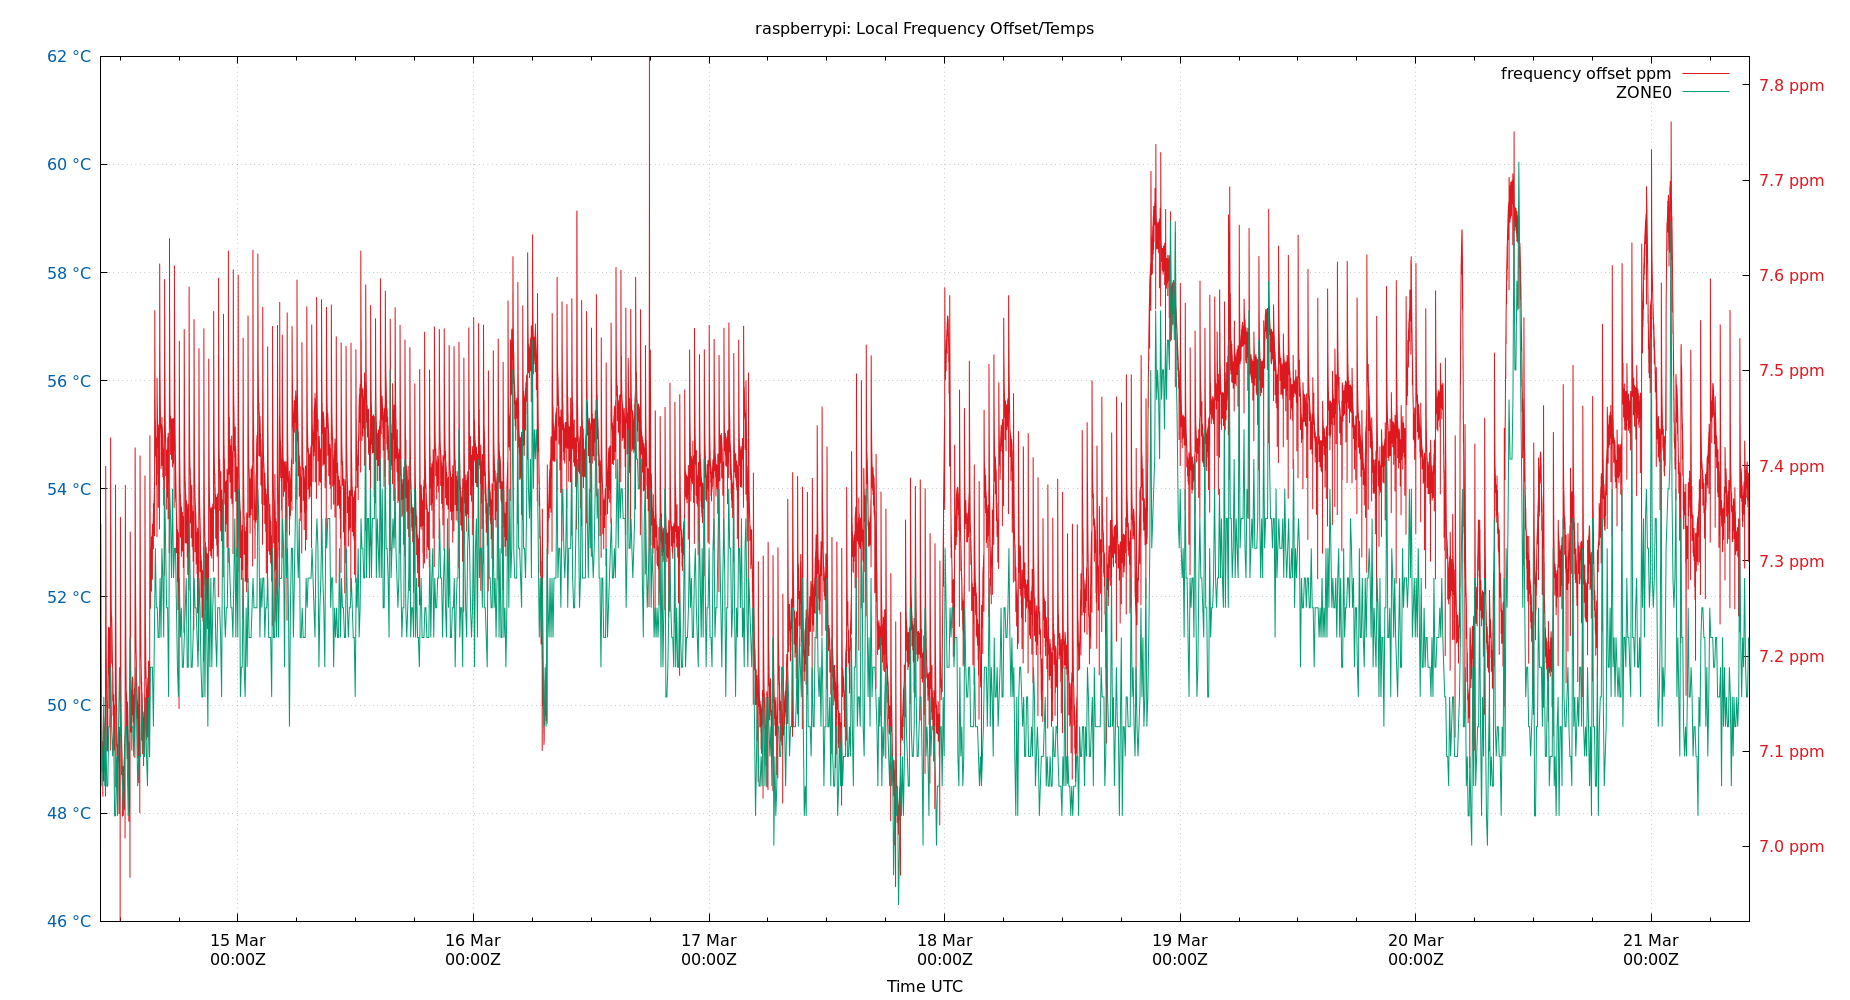 raspberrypi: Local Frequency Offset/Temps
frequency offset ppm
ZONE0
62 °C
60 °C
58 °C
56 °C
54 °C
52 °C
50 °C
48 °C
46 °C
7.8 ppm
7.7 ppm
7.6 ppm
7.5 ppm
7.4 ppm
7.3 ppm
7.2 ppm
7.1 ppm
7.0 ppm
15 Mar
00:00Z
16 Mar
00:00Z
17 Mar
00:00Z
18 Mar
00:00Z
19 Mar
00:00Z
20 Mar
00:00Z
21 Mar
00:00Z
Time UTC